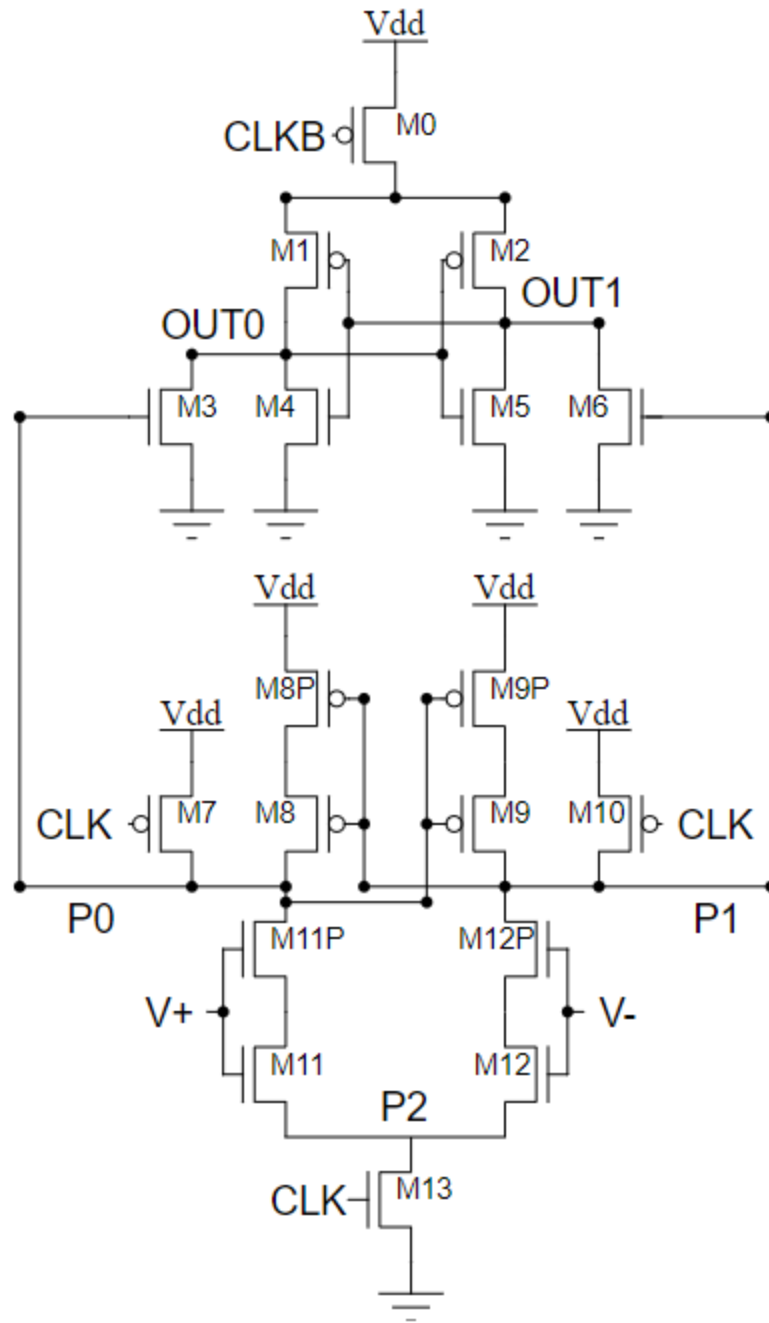 Vdd
CLKB M0
M1 M2
OUT0 OUT1
M3 M4 M5 M6
Vdd Vdd
M8P M9P
Vdd Vdd
CLK M7 M8 M9 M10 CLK
P0 P1
M11P M12P
V+ V-
M11 M12
P2
CLK M13